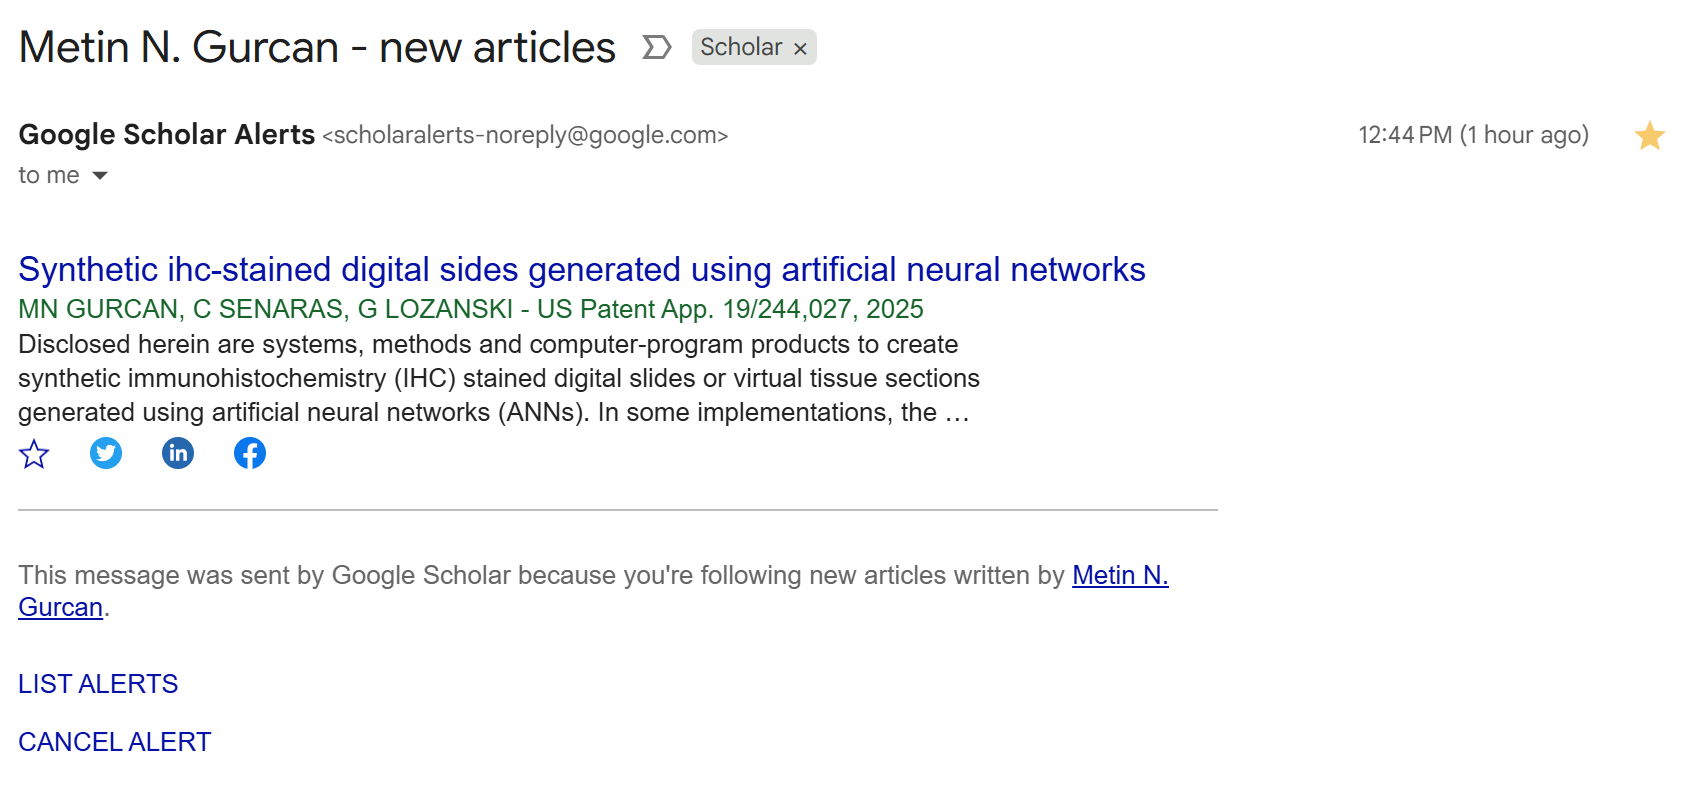 Metin N. Gurcan - new articles
Scholar ×
Google Scholar Alerts <scholaralerts-noreply@google.com>
12:44 PM (1 hour ago)
to me
Synthetic ihc-stained digital sides generated using artificial neural networks
MN GURCAN, C SENARAS, G LOZANSKI - US Patent App. 19/244,027, 2025
Disclosed herein are systems, methods and computer-program products to create
synthetic immunohistochemistry (IHC) stained digital slides or virtual tissue sections
generated using artificial neural networks (ANNs). In some implementations, the …
in
This message was sent by Google Scholar because you're following new articles written by Metin N.
Gurcan.
LIST ALERTS
CANCEL ALERT